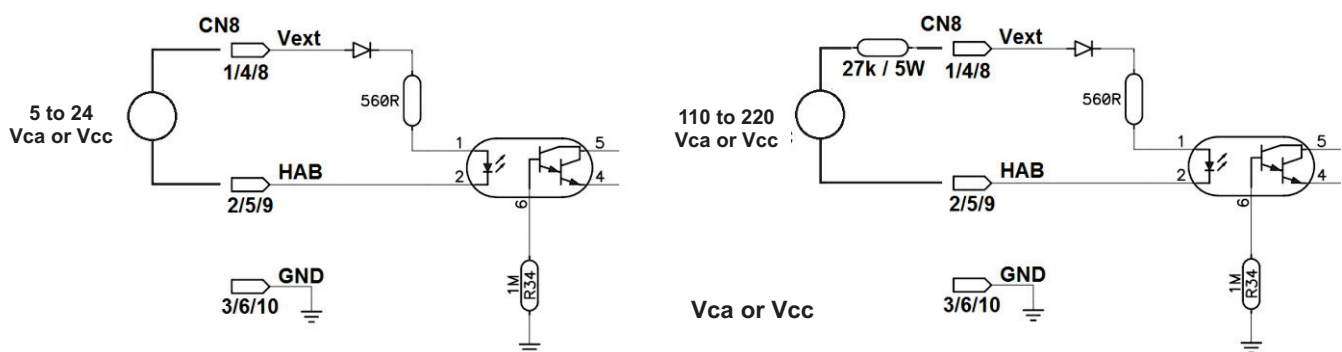 CN8
Vext
1/4/8
560R
5 to 24
Vca or Vcc
1
5
HAB
2
4
2/5/9
6
GND
3/6/10
1M
R34
CN8
Vext
27k / 5W
1/4/8
560R
110 to 220
Vca or Vcc
1
5
HAB
2
4
2/5/9
6
GND
3/6/10
1M
R34
Vca or Vcc